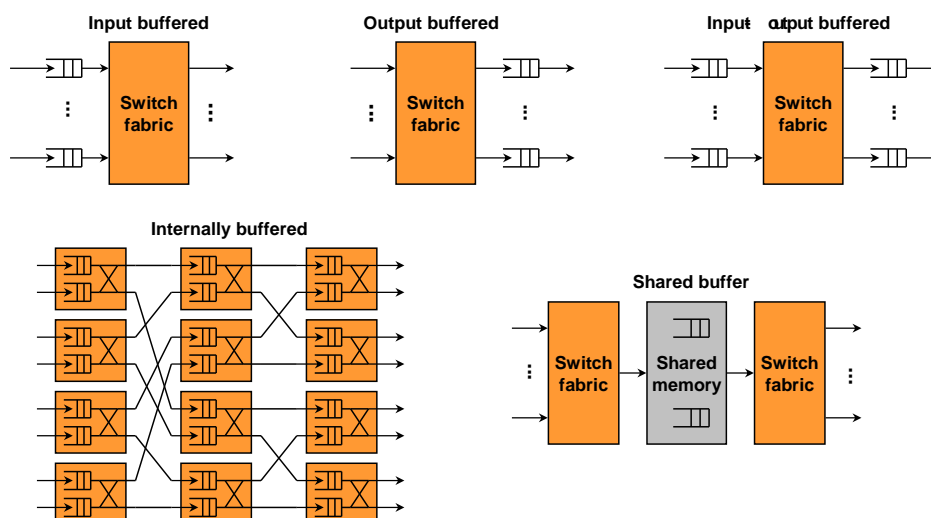 Input buffered
Output buffered
Input- output buffered
Switch
fabric
Switch
fabric
Switch
fabric
Internally buffered
Shared buffer
Switch
fabric
Shared
memory
Switch
fabric